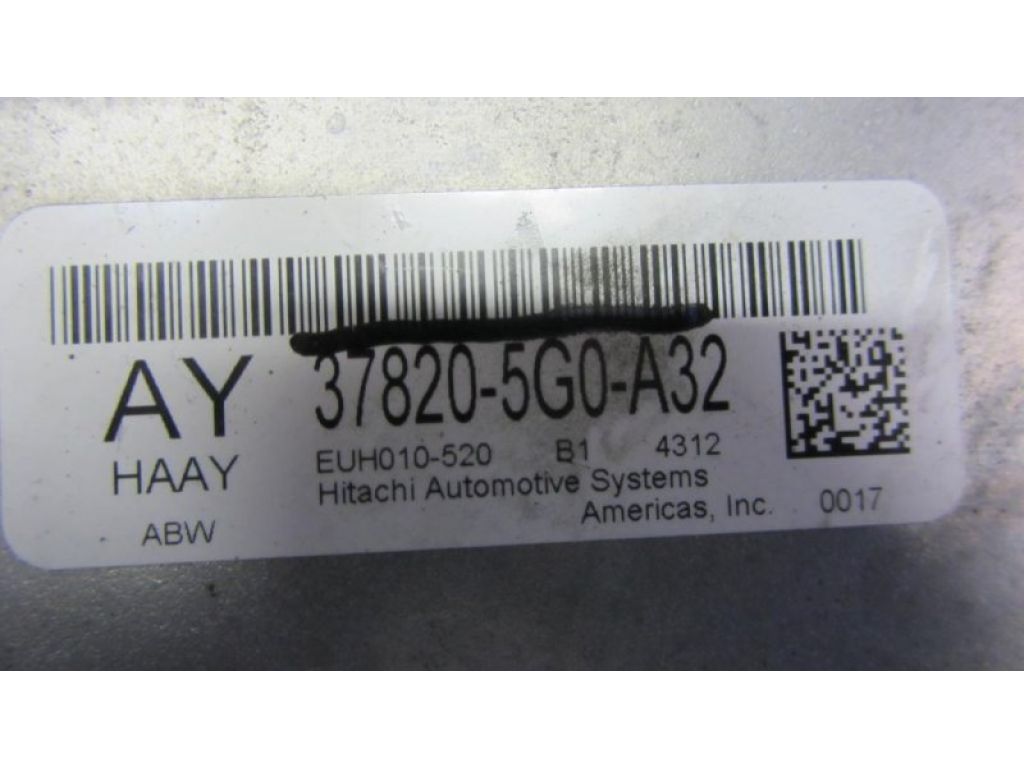 AY 37820-5G0-A32
HAAY EUH010-520 B1 4312
Hitachi Automotive Systems
Americas, Inc. 0017
ABW